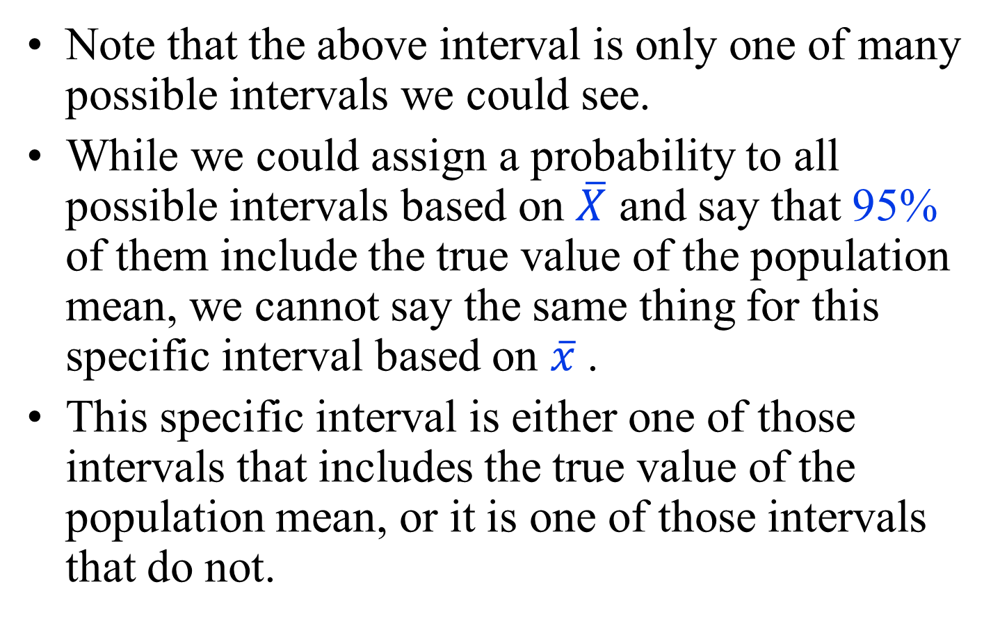 • Note that the above interval is only one of many
possible intervals we could see.
• While we could assign a probability to all
possible intervals based on X̅ and say that 95%
of them include the true value of the population
mean, we cannot say the same thing for this
specific interval based on x̅ .
• This specific interval is either one of those
intervals that includes the true value of the
population mean, or it is one of those intervals
that do not.